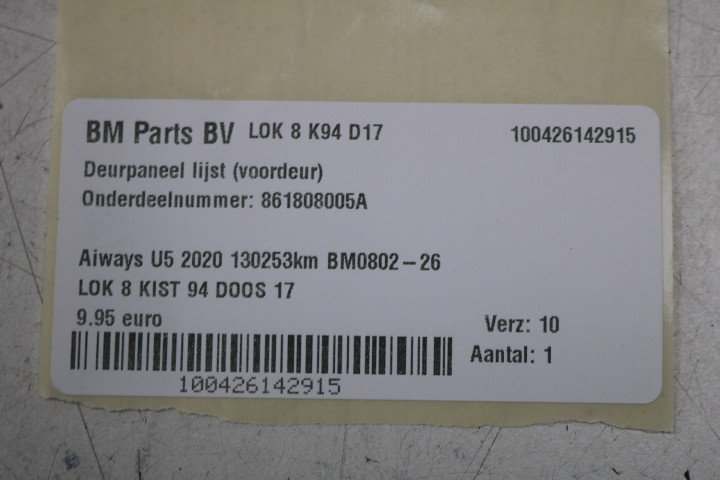 BM Parts BV LOK 8 K94 D17 100426142915
Deurpaneel lijst (voordeur)
Onderdeelnummer: 861808005A
Aiways U5 2020 130253km BM0802-26
LOK 8 KIST 94 DOOS 17
9.95 euro
Verz: 10
Aantal: 1
100426142915